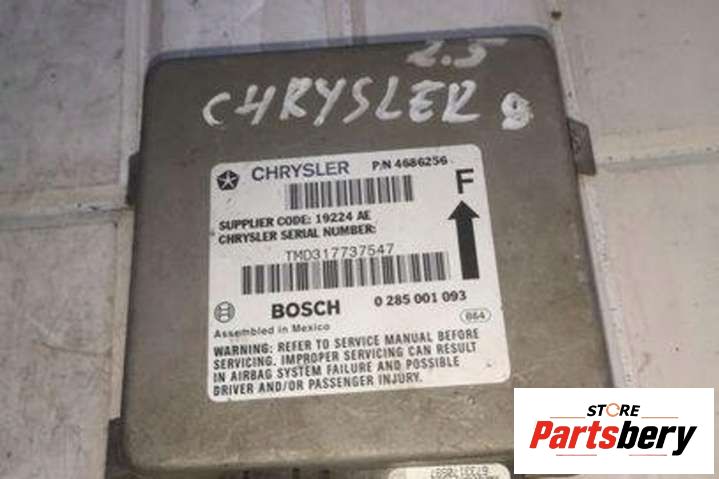 2.5
CHRYSLER 8
CHRYSLER P/N 4686256
F
SUPPLIER CODE: 19224 AE
CHRYSLER SERIAL NUMBER:
TMD317737547
BOSCH 0 285 001 093
Assembled in Mexico
864
WARNING: REFER TO SERVICE MANUAL BEFORE
SERVICING. IMPROPER SERVICING CAN RESULT
IN AIRBAG SYSTEM FAILURE AND POSSIBLE
DRIVER AND/OR PASSENGER INJURY.
STORE
Partsbery